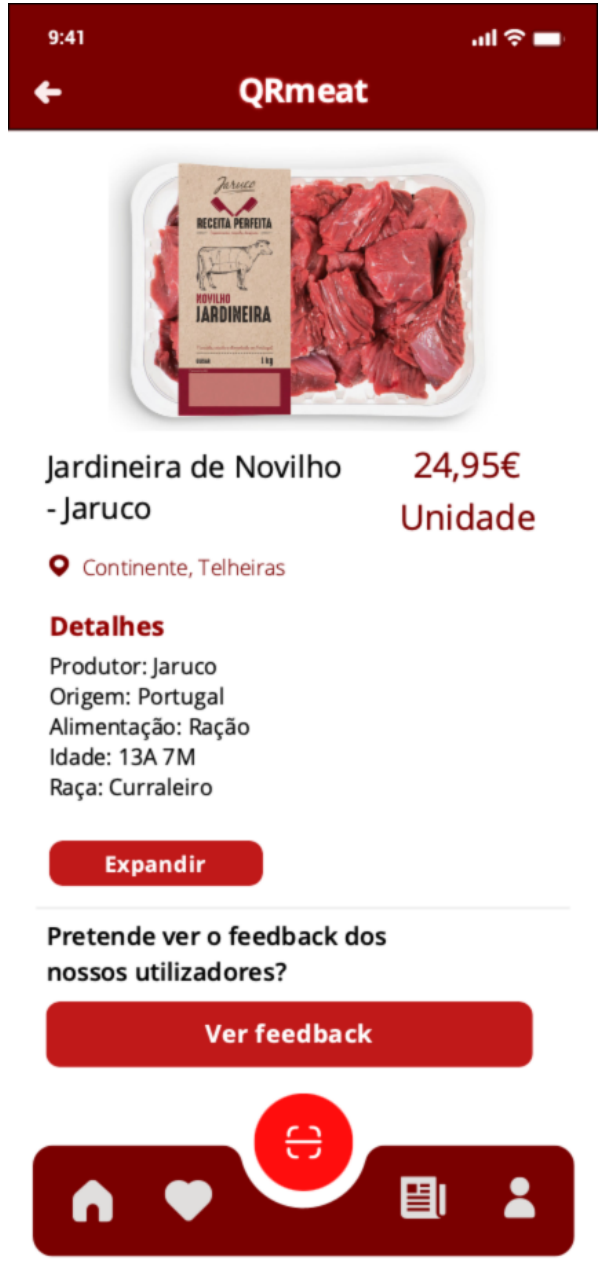 9:41
QRmeat
Jaruco
RECEITA PERFEITA
NOVILHO
JARDINEIRA
1 kg
Jardineira de Novilho
- Jaruco
24,95€
Unidade
Continente, Telheiras
Detalhes
Produtor: Jaruco
Origem: Portugal
Alimentação: Ração
Idade: 13A 7M
Raça: Curraleiro
Expandir
Pretende ver o feedback dos
nossos utilizadores?
Ver feedback